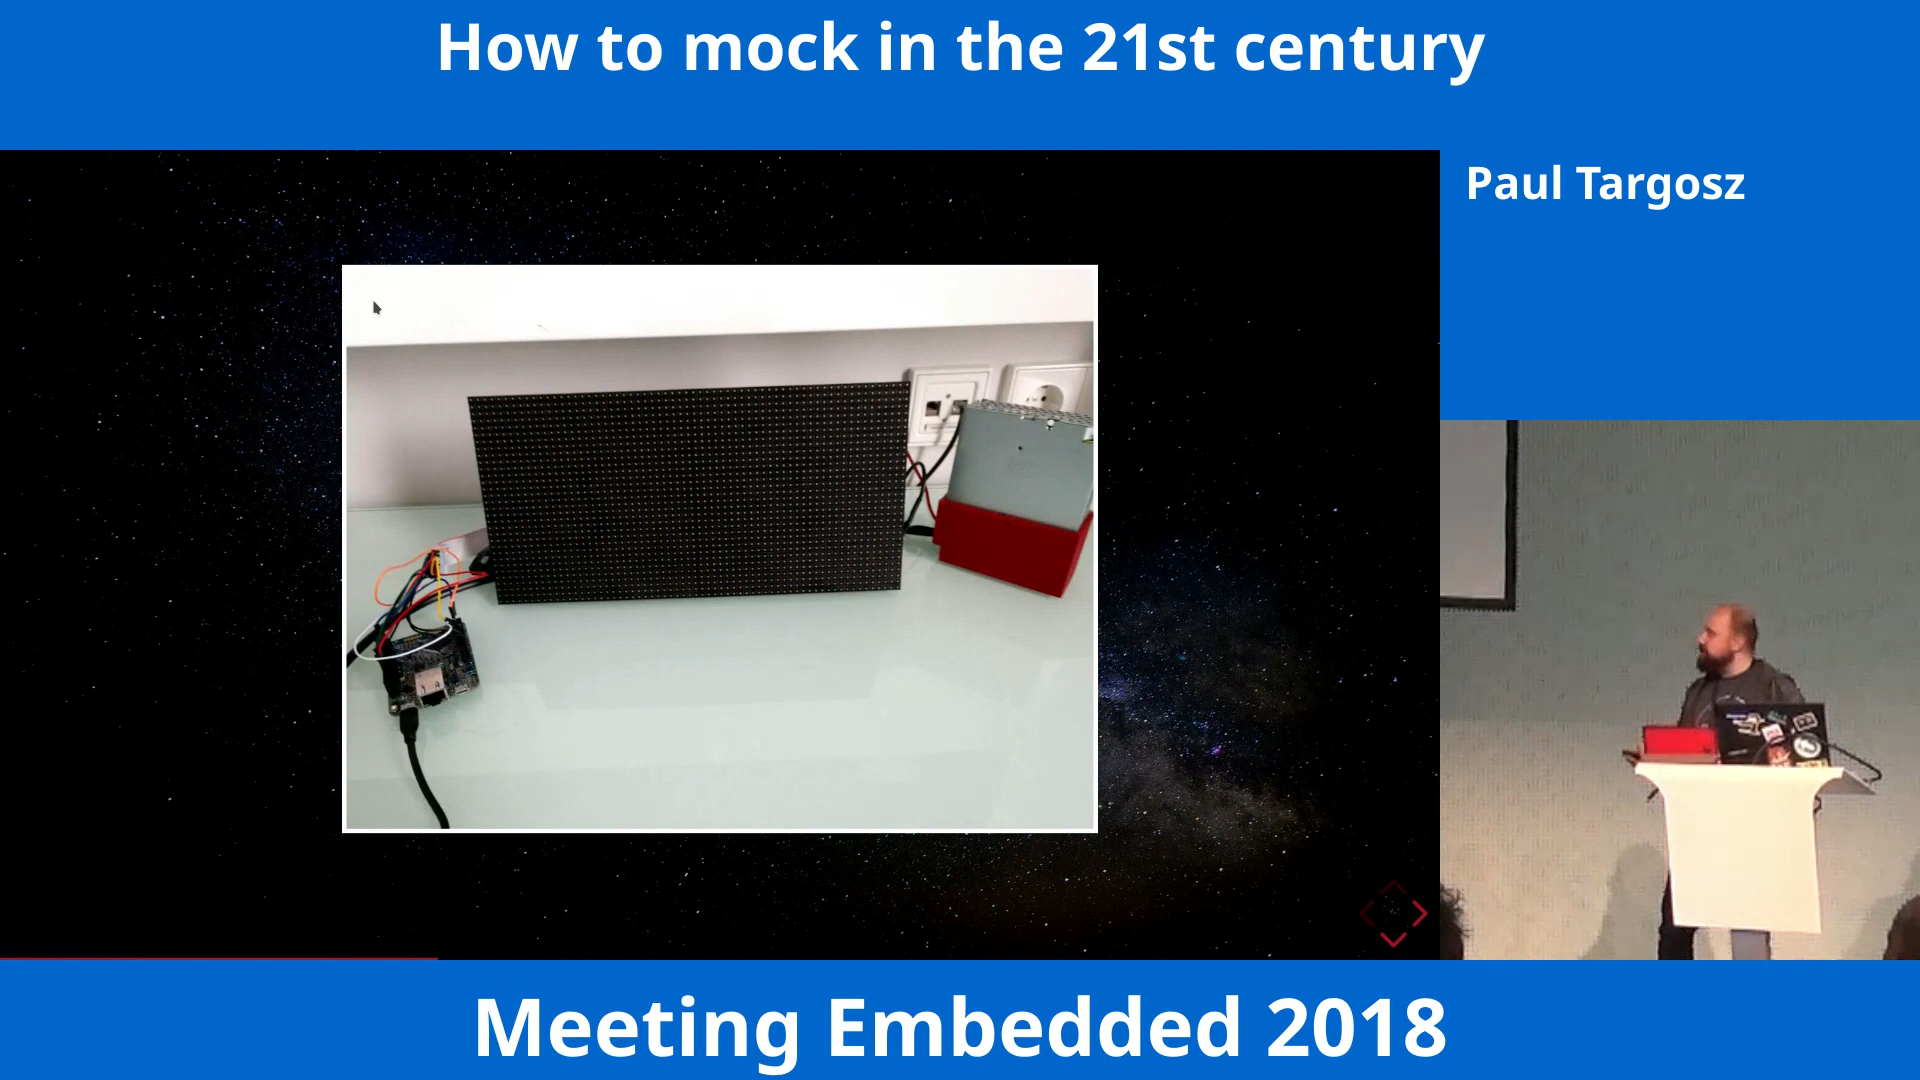 How to mock in the 21st century
Paul Targosz
Meeting Embedded 2018